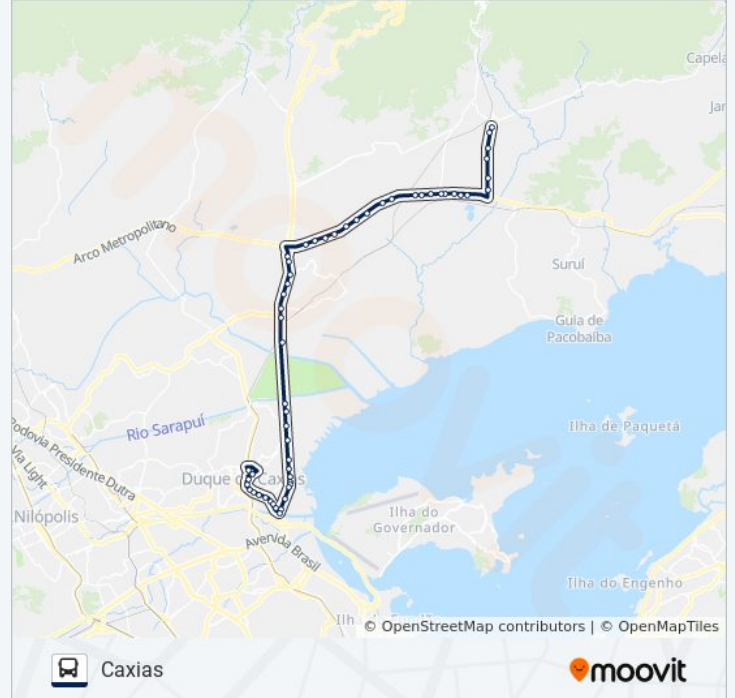 Capela
Jar
Arco Metropolitano
Suruí
Guia de
Pacobaíba
Rio Sarapuí
Ilha de Paquetá
Rodovia Presidente Dutra
Via Light
Duque d Caxias
Nilópolis
Ilha do
Governador
Avenida Brasil
Ilha do Engenho
© OpenStreetMap contributors | © OpenMapTiles
Caxias
moovit